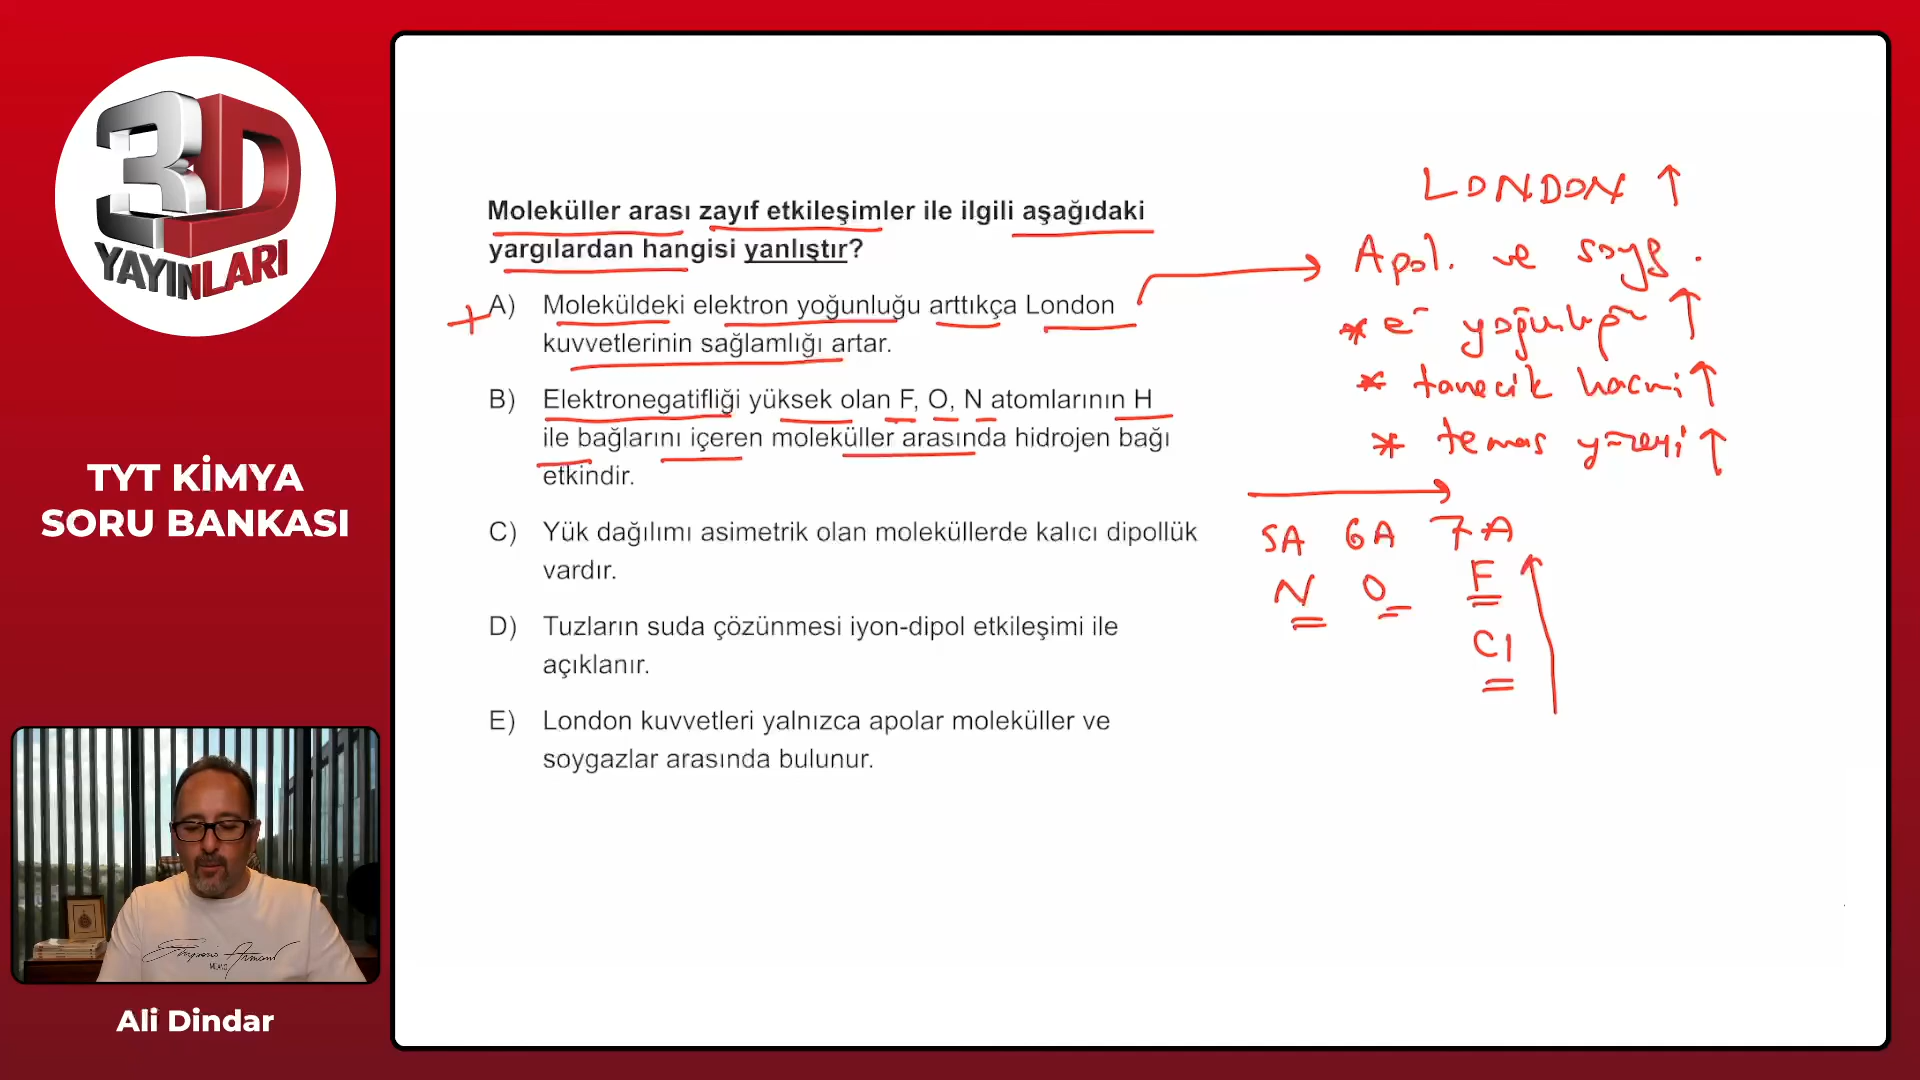 3D
YAYINLARI
TYT KİMYA
SORU BANKASI
Ali Dindar
Moleküller arası zayıf etkileşimler ile ilgili aşağıdaki
yargılardan hangisi yanlıştır?
+ A) Moleküldeki elektron yoğunluğu arttıkça London
kuvvetlerinin sağlamlığı artar.
B) Elektronegatifliği yüksek olan F, O, N atomlarının H
ile bağlarını içeren moleküller arasında hidrojen bağı
etkindir.
C) Yük dağılımı asimetrik olan moleküllerde kalıcı dipollük
vardır.
D) Tuzların suda çözünmesi iyon-dipol etkileşimi ile
açıklanır.
E) London kuvvetleri yalnızca apolar moleküller ve
soygazlar arasında bulunur.
LONDON ↑
→ Apol. ve soyg.
* e⁻ yoğunluğu ↑
* tanecik hacmi ↑
* temas yüzeyi ↑
→
5A 6A 7A
N O F ↑
Cl